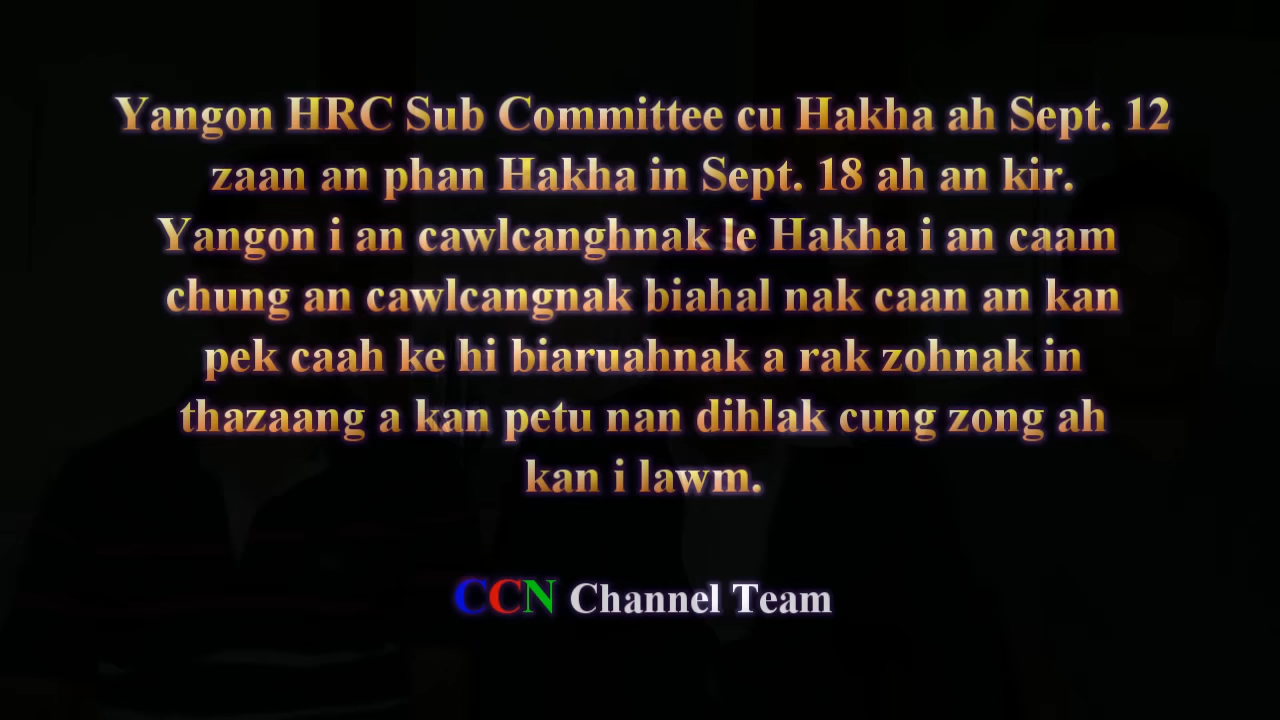 Yangon HRC Sub Committee cu Hakha ah Sept. 12
zaan an phan Hakha in Sept. 18 ah an kir.
Yangon i an cawlcanghnak le Hakha i an caam
chung an cawlcangnak biahal nak caan an kan
pek caah ke hi biaruahnak a rak zohnak in
thazaang a kan petu nan dihlak cung zong ah
kan i lawm.
CCN Channel Team